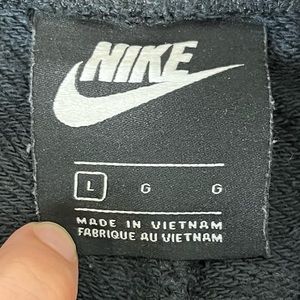 NIKE
L G G
MADE IN VIETNAM
FABRIQUE AU VIETNAM